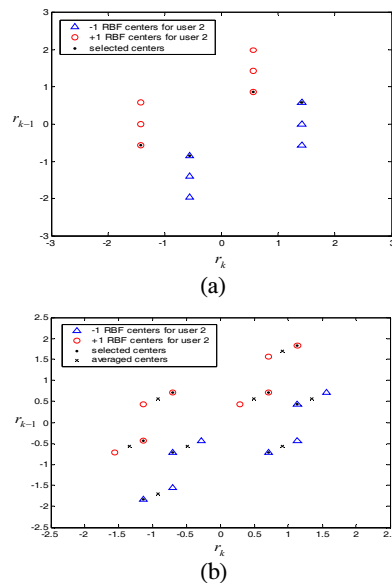 3
2
1
0
-1
-2
-3
-3 -2 -1 0 1 2 3
r_{k-1}
r_k
-1 RBF centers for user 2
+1 RBF centers for user 2
selected centers
(a)
2.5
2
1.5
1
0.5
0
-0.5
-1
-1.5
-2
-2.5
-2.5 -2 -1.5 -1 -0.5 0 0.5 1 1.5 2 2.5
r_{k-1}
r_k
-1 RBF centers for user 2
+1 RBF centers for user 2
selected centers
averaged centers
(b)